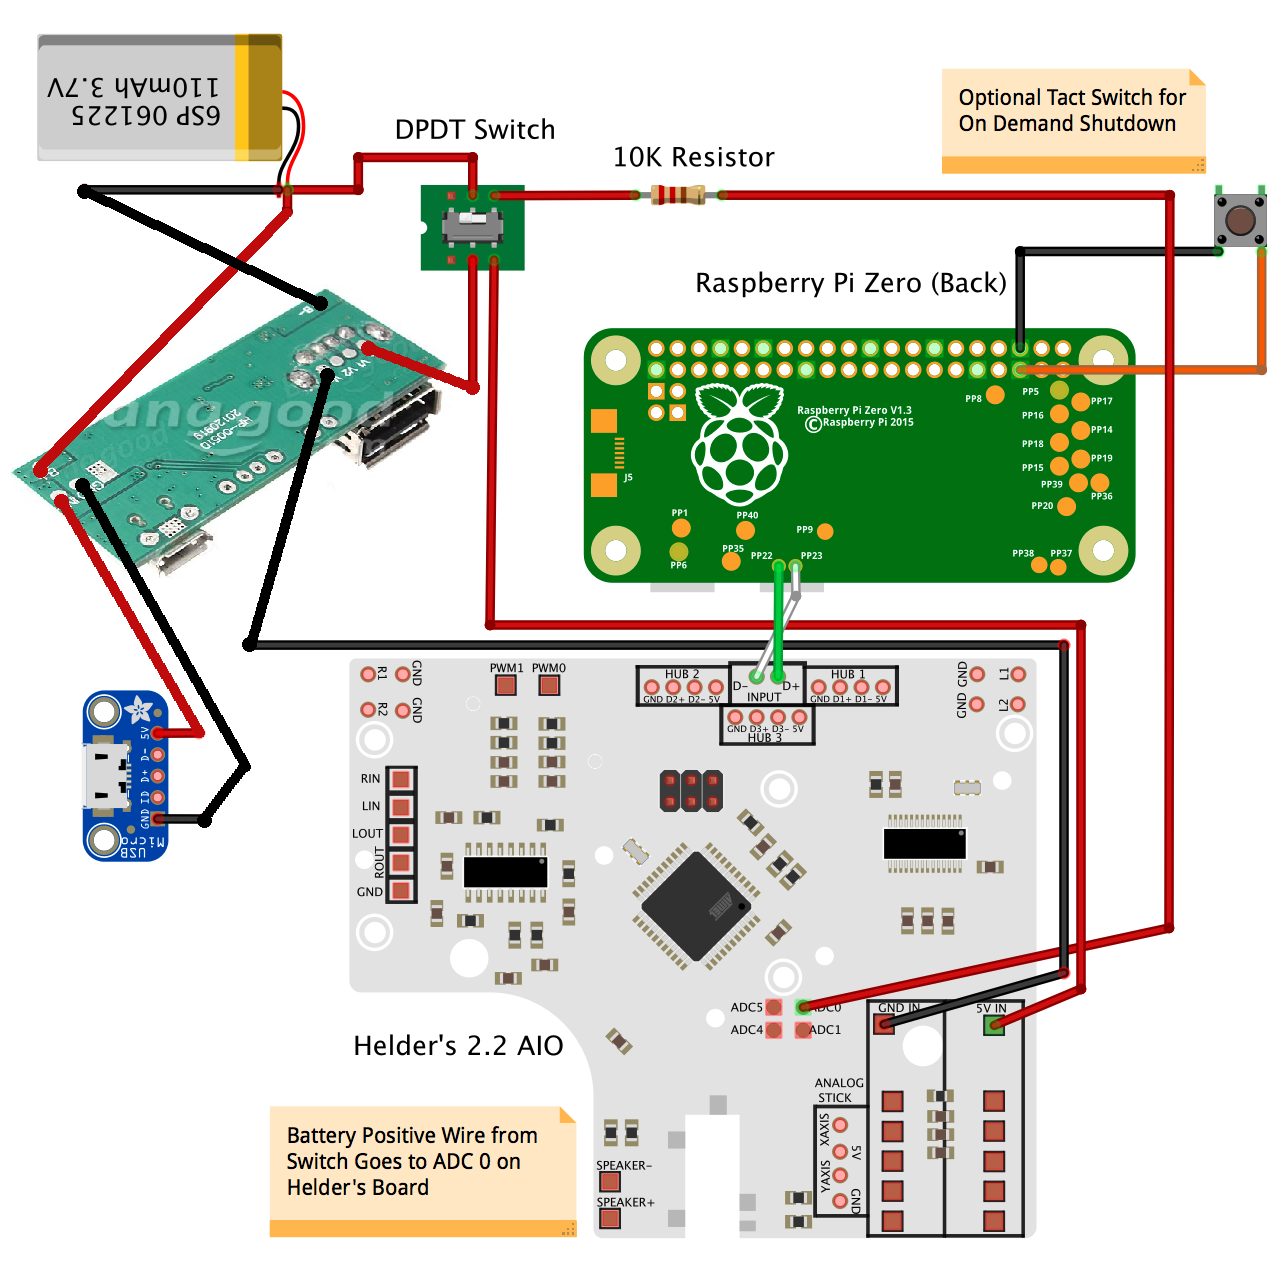 6SP 061225
110mAh 3.7V
DPDT Switch
10K Resistor
Optional Tact Switch for
On Demand Shutdown
Raspberry Pi Zero (Back)
B-
V1 V2
banggood
20120919
B-
Raspberry Pi Zero V1.3
© Raspberry Pi 2015
J5
PP8
PP5
PP17
PP16
PP14
PP18
PP19
PP15
PP39
PP36
PP20
PP1
PP40
PP9
PP6
PP35
PP22
PP23
PP38
PP37
5V
D-
D+
ID
GND
USB
Micro
R1
GND
R2
GND
PWM1
PWM0
HUB 2
GND D2+ D2- 5V
D-
D+
INPUT
HUB 1
GND D1+ D1- 5V
GND D3+ D3- 5V
HUB 3
GND
L1
GND
L2
RIN
LIN
LOUT
ROUT
GND
ADC5
ADC0
ADC4
ADC1
GND IN
5V IN
Helder's 2.2 AIO
ANALOG
STICK
XAXIS
5V
YAXIS
GND
SPEAKER-
SPEAKER+
Battery Positive Wire from
Switch Goes to ADC 0 on
Helder's Board